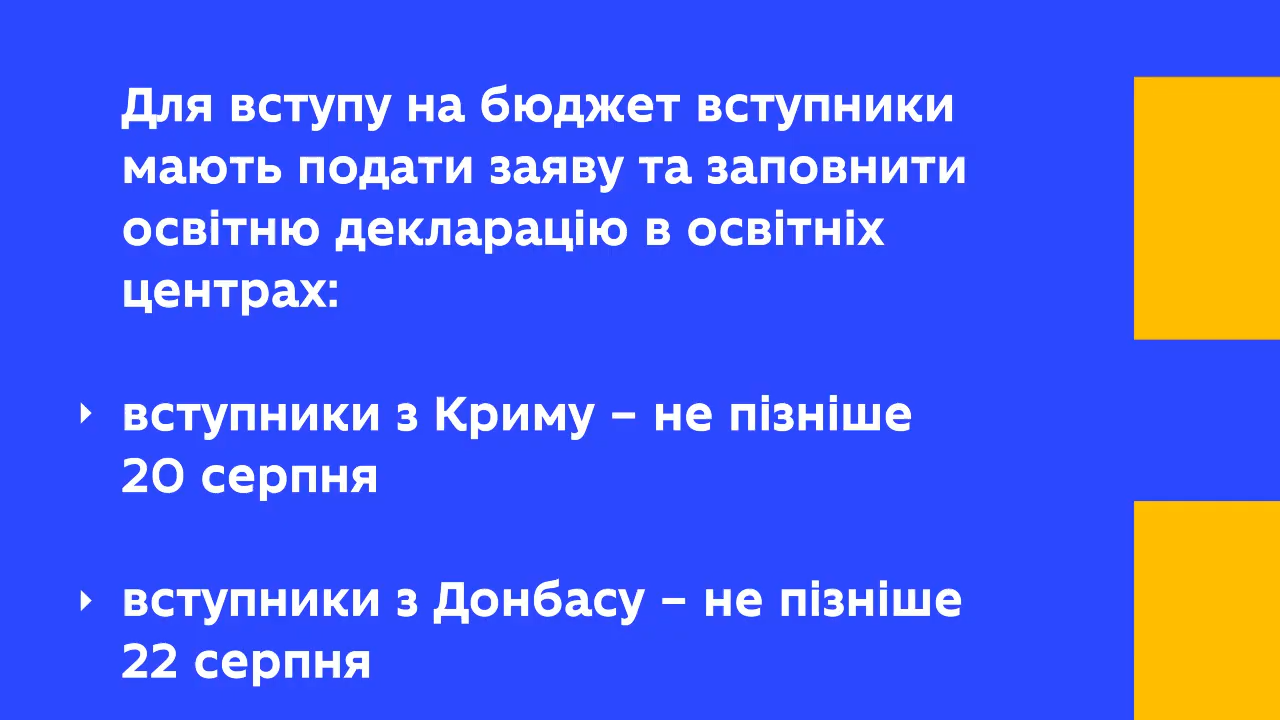 Для вступу на бюджет вступники
мають подати заяву та заповнити
освітню декларацію в освітніх
центрах:
вступники з Криму – не пізніше
20 серпня
вступники з Донбасу – не пізніше
22 серпня